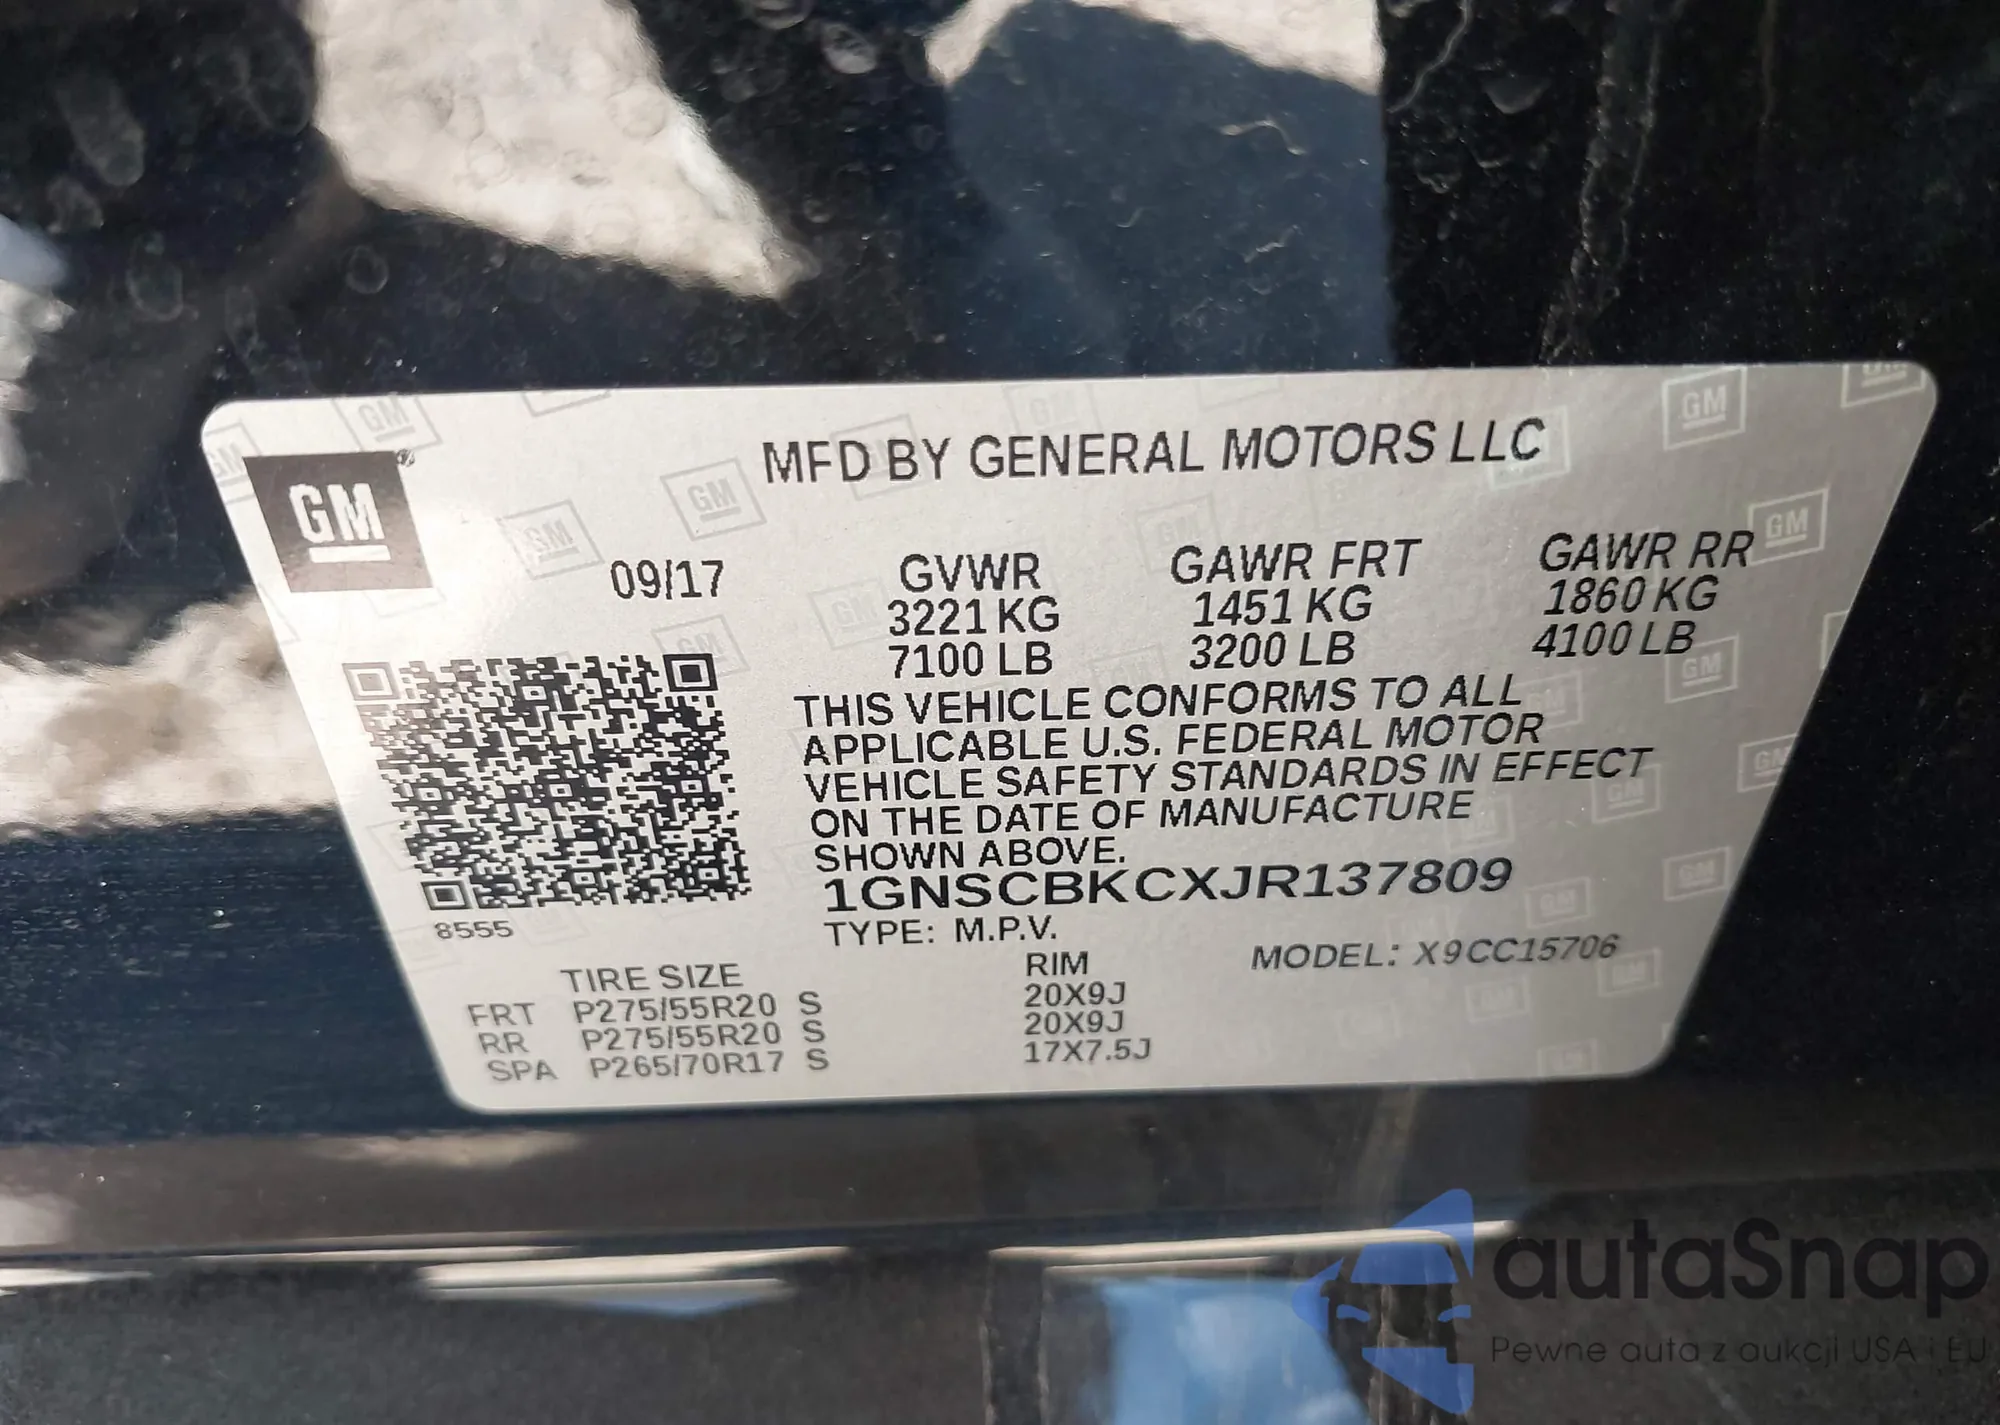 GM
MFD BY GENERAL MOTORS LLC
09/17 GVWR GAWR FRT GAWR RR
3221 KG 1451 KG 1860 KG
7100 LB 3200 LB 4100 LB
THIS VEHICLE CONFORMS TO ALL
APPLICABLE U.S. FEDERAL MOTOR
VEHICLE SAFETY STANDARDS IN EFFECT
ON THE DATE OF MANUFACTURE
SHOWN ABOVE.
1GNSCBKCXJR137809
8555 TYPE: M.P.V. MODEL: X9CC15706
TIRE SIZE RIM
FRT P275/55R20 S 20X9J
RR P275/55R20 S 20X9J
SPA P265/70R17 S 17X7.5J
autaSnap
Pewne auta z aukcji USA i EU